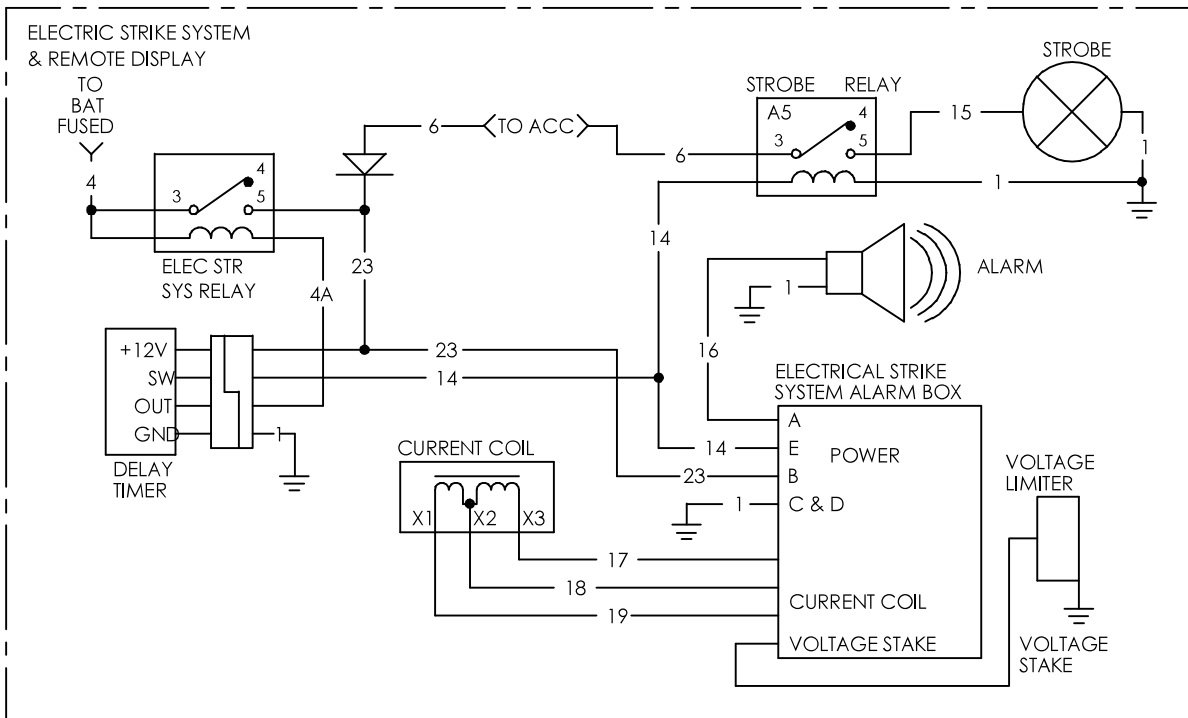 ELECTRIC STRIKE SYSTEM
& REMOTE DISPLAY
TO
BAT
FUSED
4
3
4
5
ELEC STR
SYS RELAY
4A
23
6
TO ACC
6
STROBE RELAY
A5
3
4
5
15
STROBE
1
1
14
ALARM
1
16
+12V
SW
OUT
GND
DELAY
TIMER
23
14
1
CURRENT COIL
X1
X2
X3
17
18
19
ELECTRICAL STRIKE
SYSTEM ALARM BOX
A
14
E
POWER
23
B
1
C & D
CURRENT COIL
VOLTAGE STAKE
VOLTAGE
LIMITER
VOLTAGE
STAKE